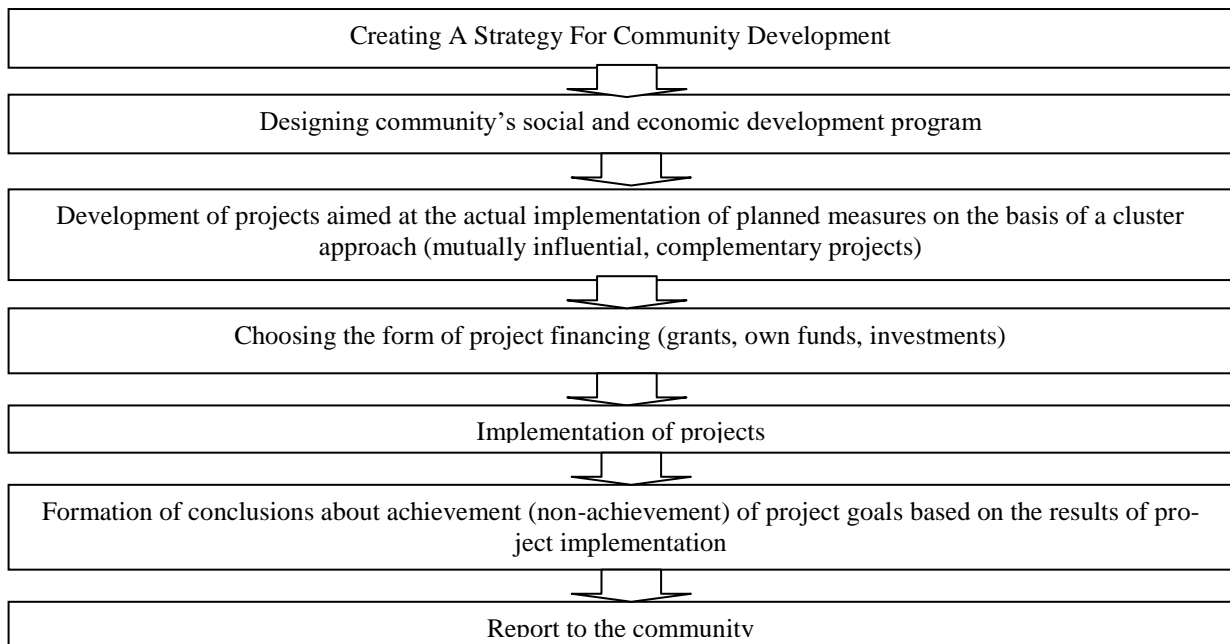 Creating A Strategy For Community Development
Designing community's social and economic development program
Development of projects aimed at the actual implementation of planned measures on the basis of a cluster
approach (mutually influential, complementary projects)
Choosing the form of project financing (grants, own funds, investments)
Implementation of projects
Formation of conclusions about achievement (non-achievement) of project goals based on the results of pro-
ject implementation
Report to the community